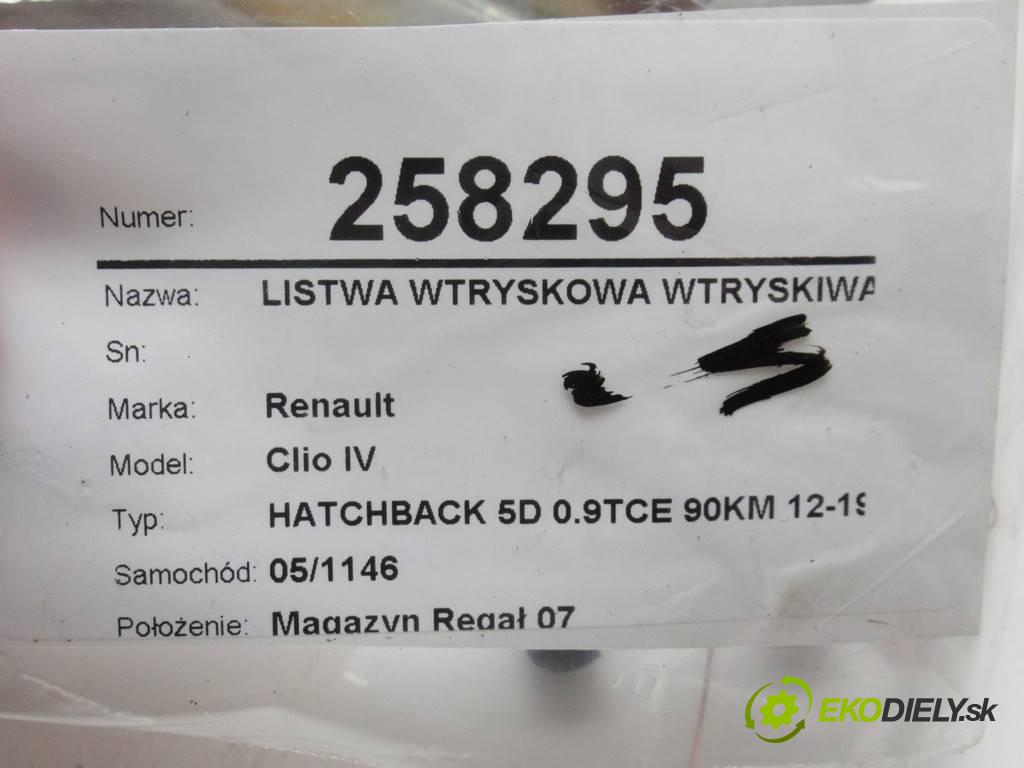 Numer: 258295
Nazwa: LISTWA WTRYSKOWA WTRYSKIWA
Sn:
Marka: Renault
Model: Clio IV
Typ: HATCHBACK 5D 0.9TCE 90KM 12-19
Samochód: 05/1146
Położenie: Magazyn Regał 07
EKODIELY.sk